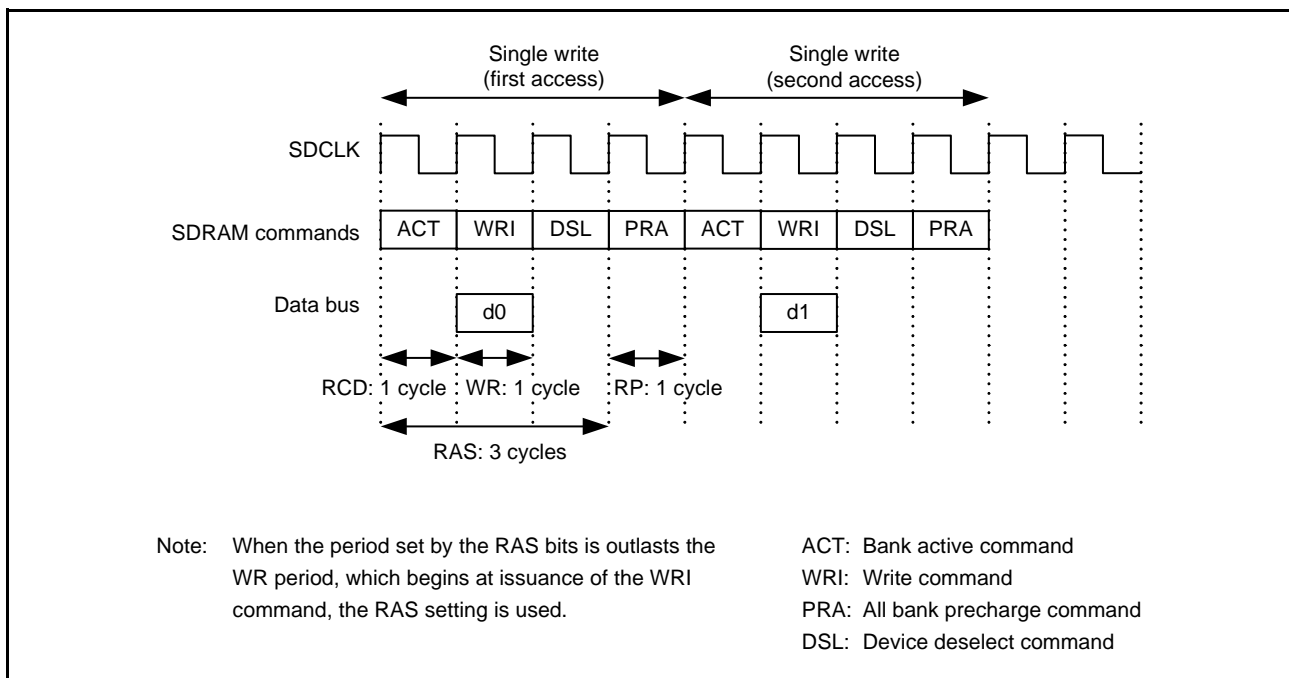 Single write
(first access)
Single write
(second access)
SDCLK
SDRAM commands
ACT WRI DSL PRA ACT WRI DSL PRA
Data bus
d0 d1
RCD: 1 cycle WR: 1 cycle RP: 1 cycle
RAS: 3 cycles
Note: When the period set by the RAS bits is outlasts the
WR period, which begins at issuance of the WRI
command, the RAS setting is used.
ACT: Bank active command
WRI: Write command
PRA: All bank precharge command
DSL: Device deselect command